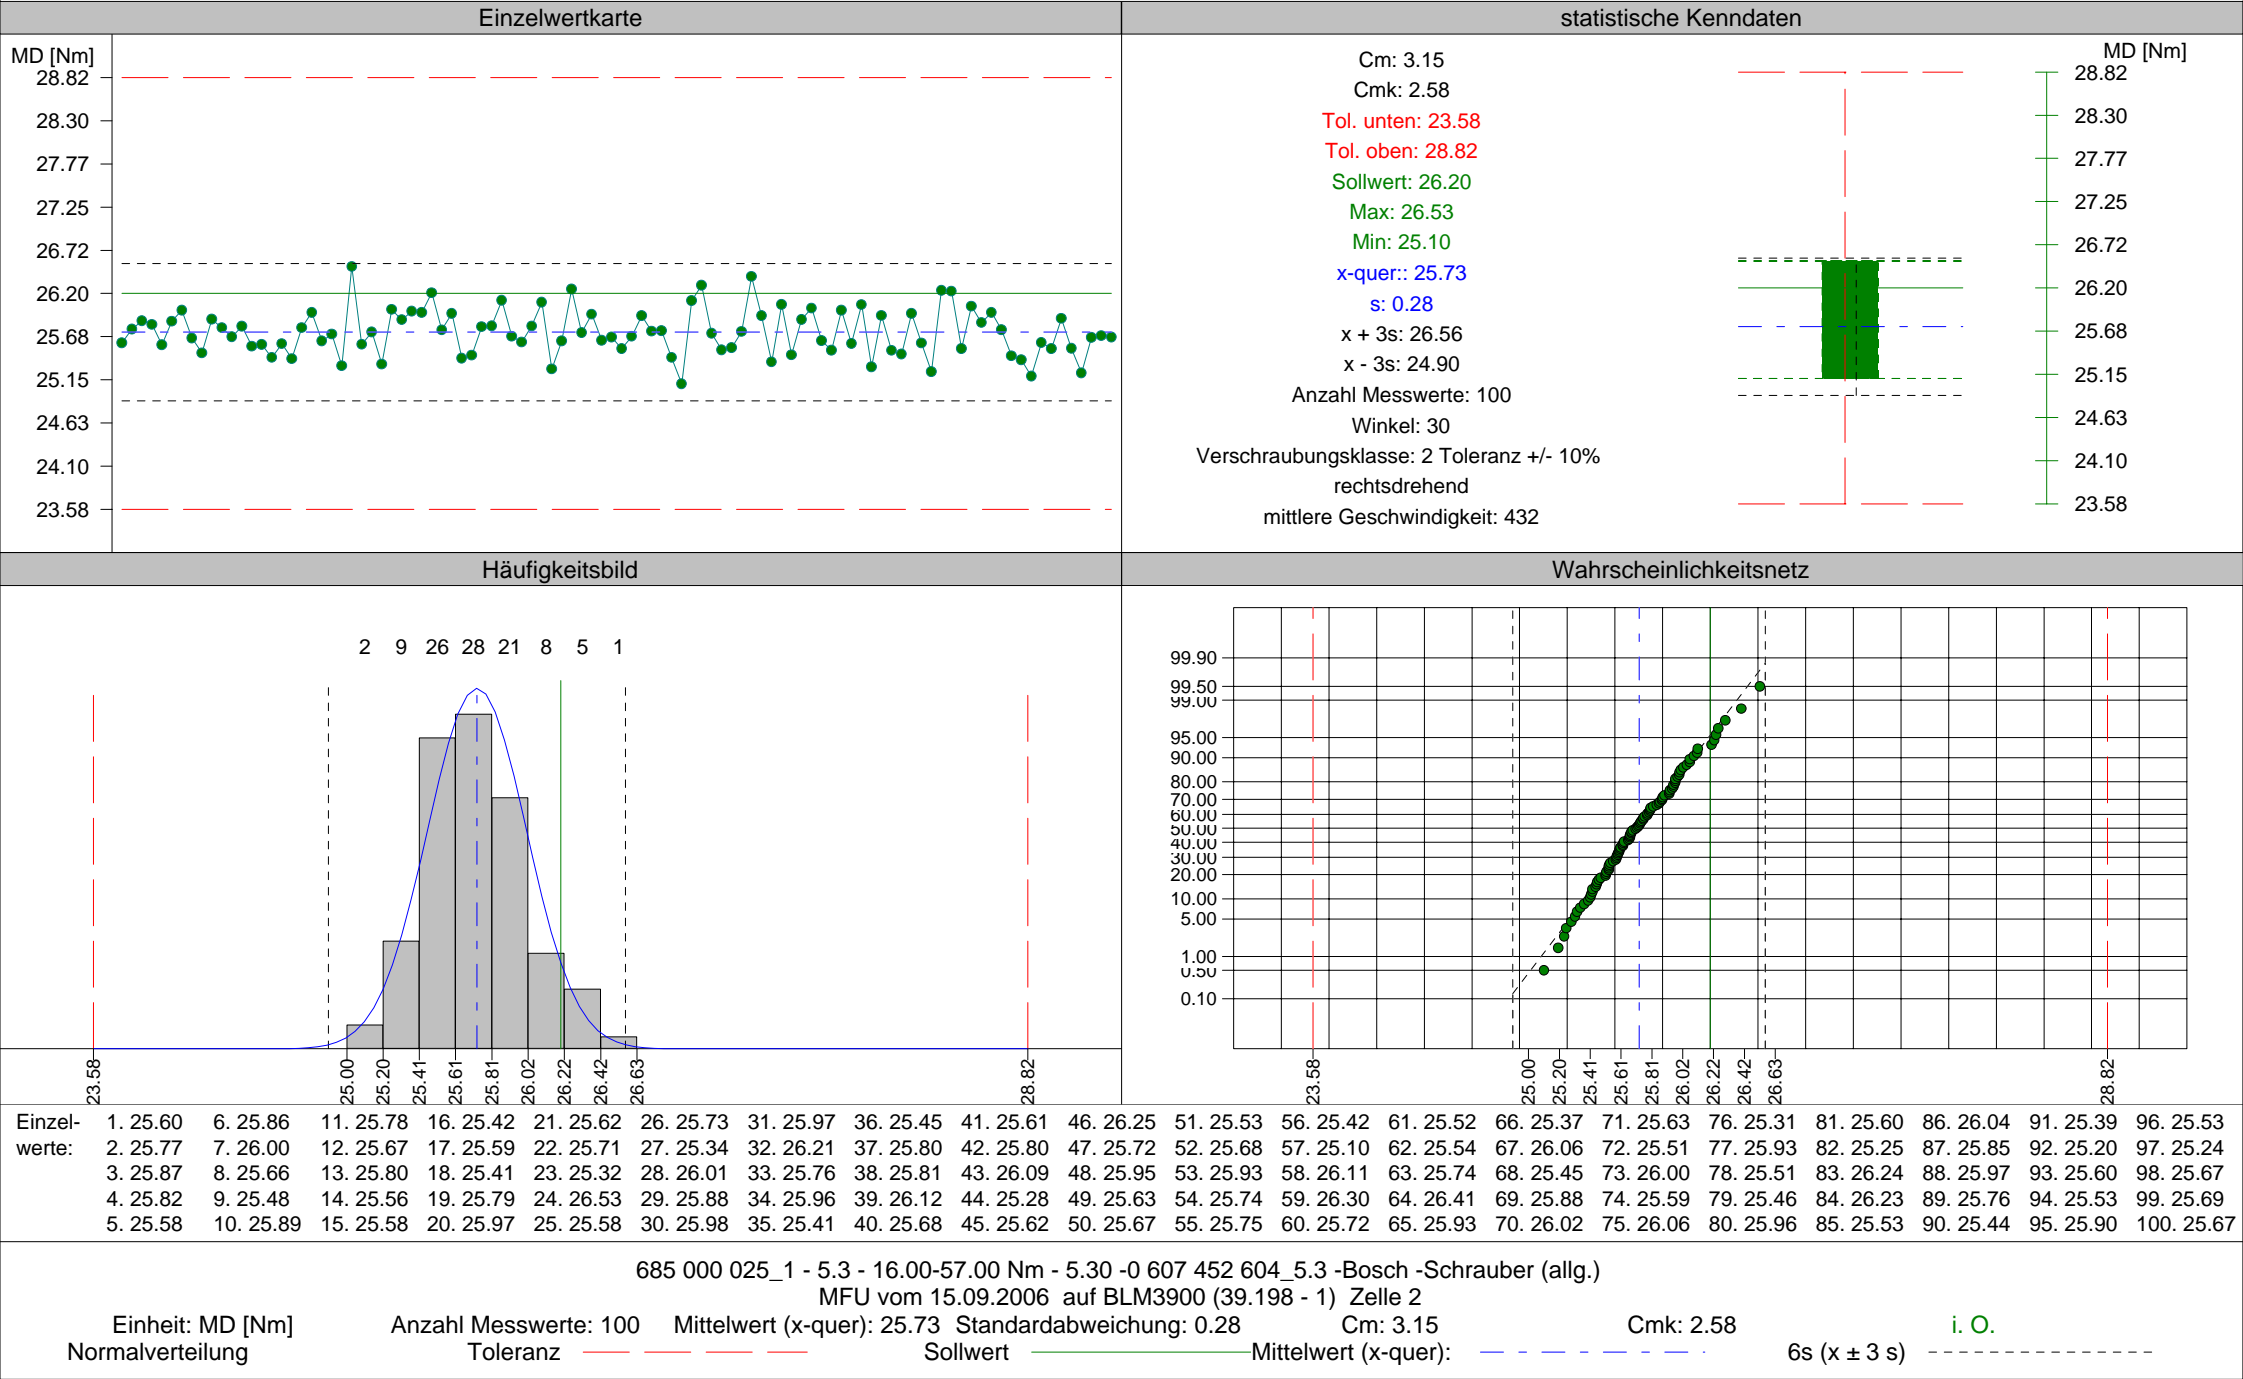 Einzelwertkarte
MD [Nm]
28.82
28.30
27.77
27.25
26.72
26.20
25.68
25.15
24.63
24.10
23.58
statistische Kenndaten
Cm: 3.15
Cmk: 2.58
Tol. unten: 23.58
Tol. oben: 28.82
Sollwert: 26.20
Max: 26.53
Min: 25.10
x-quer:: 25.73
s: 0.28
x + 3s: 26.56
x - 3s: 24.90
Anzahl Messwerte: 100
Winkel: 30
Verschraubungsklasse: 2 Toleranz +/- 10%
rechtsdrehend
mittlere Geschwindigkeit: 432
MD [Nm]
28.82
28.30
27.77
27.25
26.72
26.20
25.68
25.15
24.63
24.10
23.58
Häufigkeitsbild
2 9 26 28 21 8 5 1
23.58 25.00 25.20 25.41 25.61 25.81 26.02 26.22 26.42 26.63 28.82
Wahrscheinlichkeitsnetz
99.90
99.50
99.00
95.00
90.00
80.00
70.00
60.00
50.00
40.00
30.00
20.00
10.00
5.00
1.00
0.50
0.10
23.58 25.00 25.20 25.41 25.61 25.81 26.02 26.22 26.42 26.63 28.82
Einzel- 1. 25.60 6. 25.86 11. 25.78 16. 25.42 21. 25.62 26. 25.73 31. 25.97 36. 25.45 41. 25.61 46. 26.25 51. 25.53 56. 25.42 61. 25.52 66. 25.37 71. 25.63 76. 25.31 81. 25.60 86. 26.04 91. 25.39 96. 25.53
werte: 2. 25.77 7. 26.00 12. 25.67 17. 25.59 22. 25.71 27. 25.34 32. 26.21 37. 25.80 42. 25.80 47. 25.72 52. 25.68 57. 25.10 62. 25.54 67. 26.06 72. 25.51 77. 25.93 82. 25.25 87. 25.85 92. 25.20 97. 25.24
3. 25.87 8. 25.66 13. 25.80 18. 25.41 23. 25.32 28. 26.01 33. 25.76 38. 25.81 43. 26.09 48. 25.95 53. 25.93 58. 26.11 63. 25.74 68. 25.45 73. 26.00 78. 25.51 83. 26.24 88. 25.97 93. 25.60 98. 25.67
4. 25.82 9. 25.48 14. 25.56 19. 25.79 24. 26.53 29. 25.88 34. 25.96 39. 26.12 44. 25.28 49. 25.63 54. 25.74 59. 26.30 64. 26.41 69. 25.88 74. 25.59 79. 25.46 84. 26.23 89. 25.76 94. 25.53 99. 25.69
5. 25.58 10. 25.89 15. 25.58 20. 25.97 25. 25.58 30. 25.98 35. 25.41 40. 25.68 45. 25.62 50. 25.67 55. 25.75 60. 25.72 65. 25.93 70. 26.02 75. 26.06 80. 25.96 85. 25.53 90. 25.44 95. 25.90 100. 25.67
685 000 025_1 - 5.3 - 16.00-57.00 Nm - 5.30 -0 607 452 604_5.3 -Bosch -Schrauber (allg.)
MFU vom 15.09.2006 auf BLM3900 (39.198 - 1) Zelle 2
Einheit: MD [Nm] Anzahl Messwerte: 100 Mittelwert (x-quer): 25.73 Standardabweichung: 0.28 Cm: 3.15 Cmk: 2.58 i. O.
Normalverteilung Toleranz Sollwert Mittelwert (x-quer): 6s (x ± 3 s)